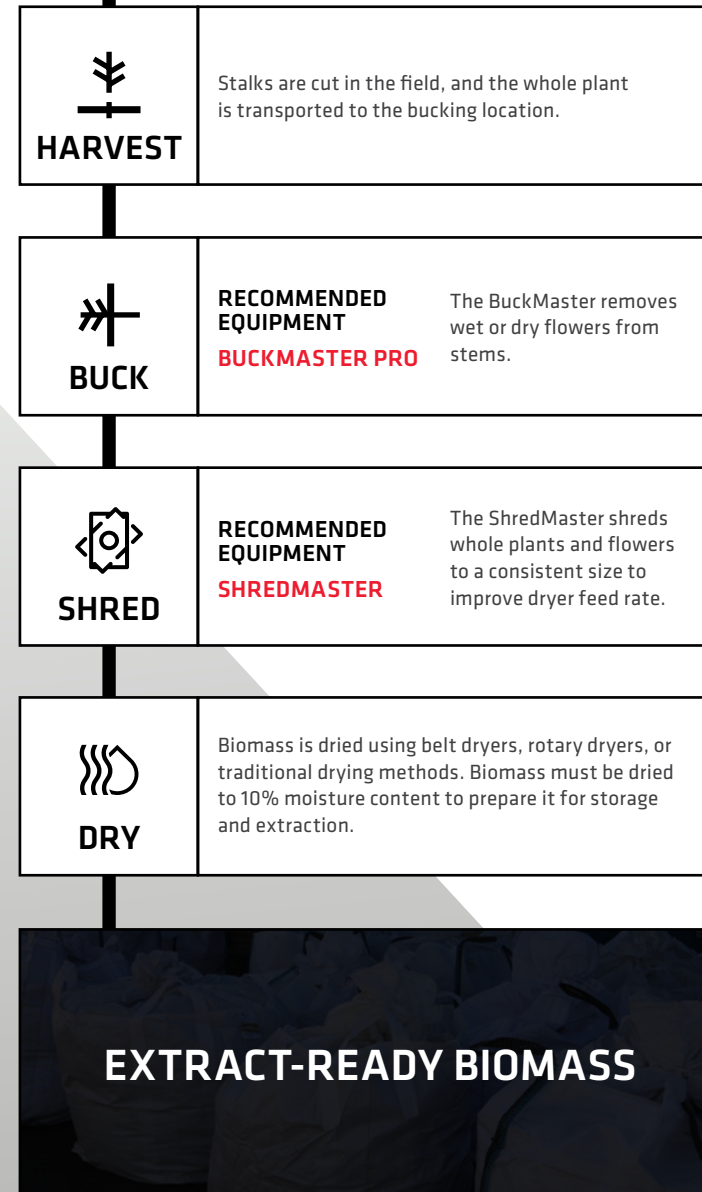 HARVEST
Stalks are cut in the field, and the whole plant
is transported to the bucking location.
BUCK
RECOMMENDED
EQUIPMENT
BUCKMASTER PRO
The BuckMaster removes
wet or dry flowers from
stems.
SHRED
RECOMMENDED
EQUIPMENT
SHREDMASTER
The ShredMaster shreds
whole plants and flowers
to a consistent size to
improve dryer feed rate.
DRY
Biomass is dried using belt dryers, rotary dryers, or
traditional drying methods. Biomass must be dried
to 10% moisture content to prepare it for storage
and extraction.
EXTRACT-READY BIOMASS